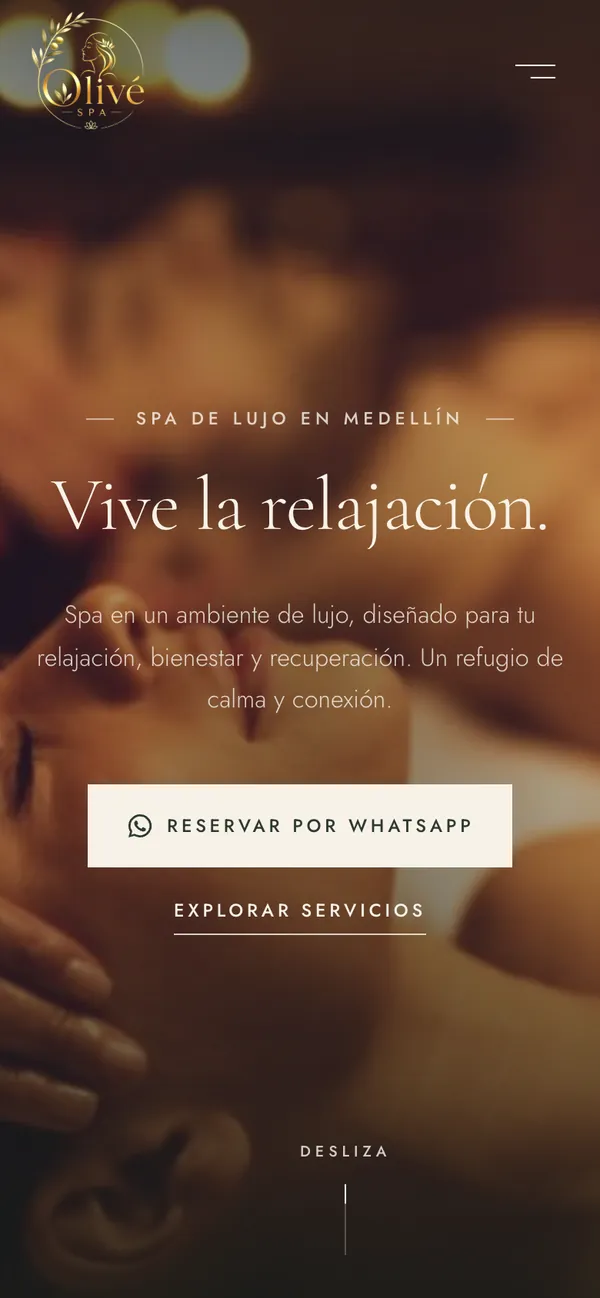 Olivé
SPA
SPA DE LUJO EN MEDELLÍN
Vive la relajación.
Spa en un ambiente de lujo, diseñado para tu
relajación, bienestar y recuperación. Un refugio de
calma y conexión.
RESERVAR POR WHATSAPP
EXPLORAR SERVICIOS
DESLIZA